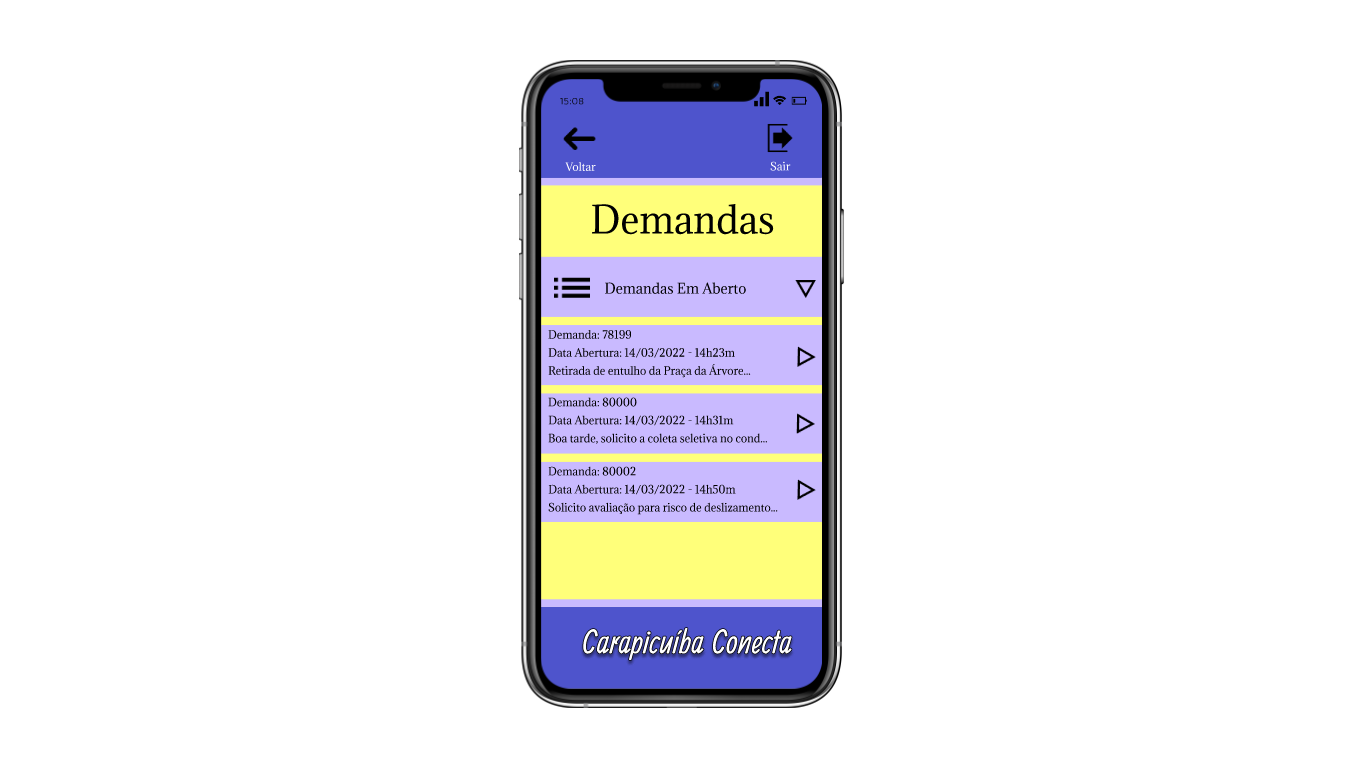 15:08
Voltar
Sair
Demandas
Demandas Em Aberto
Demanda: 78199
Data Abertura: 14/03/2022 - 14h23m
Retirada de entulho da Praça da Árvore...
Demanda: 80000
Data Abertura: 14/03/2022 - 14h31m
Boa tarde, solicito a coleta seletiva no cond...
Demanda: 80002
Data Abertura: 14/03/2022 - 14h50m
Solicito avaliação para risco de deslizamento...
Carapicuíba Conecta